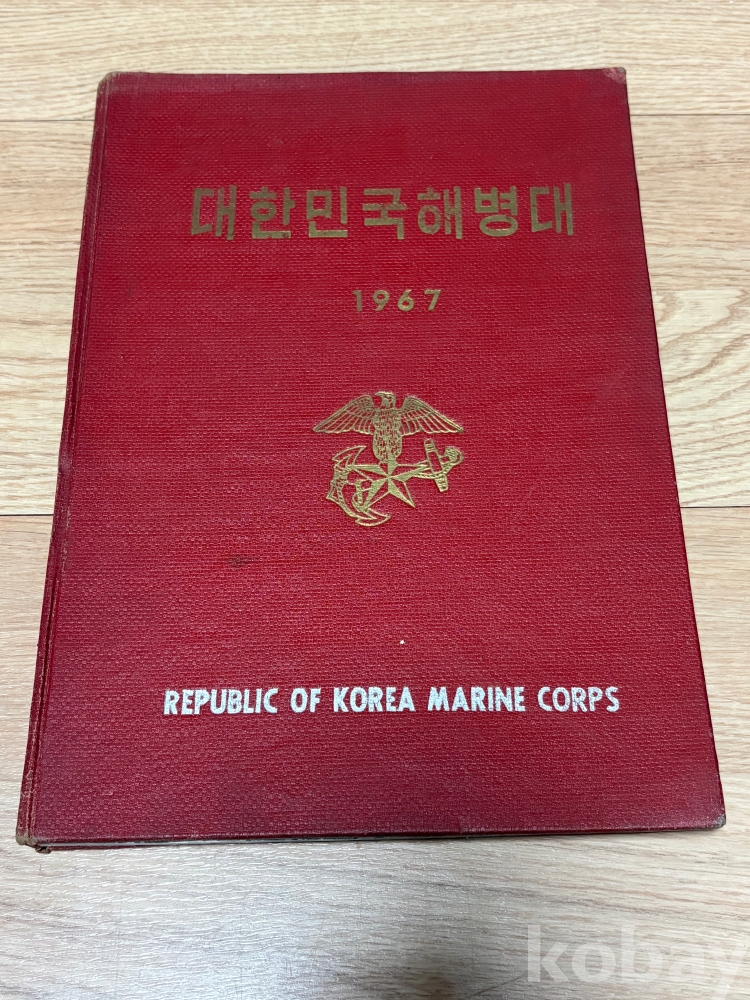 대한민국해병대
1967
REPUBLIC OF KOREA MARINE CORPS
kobay